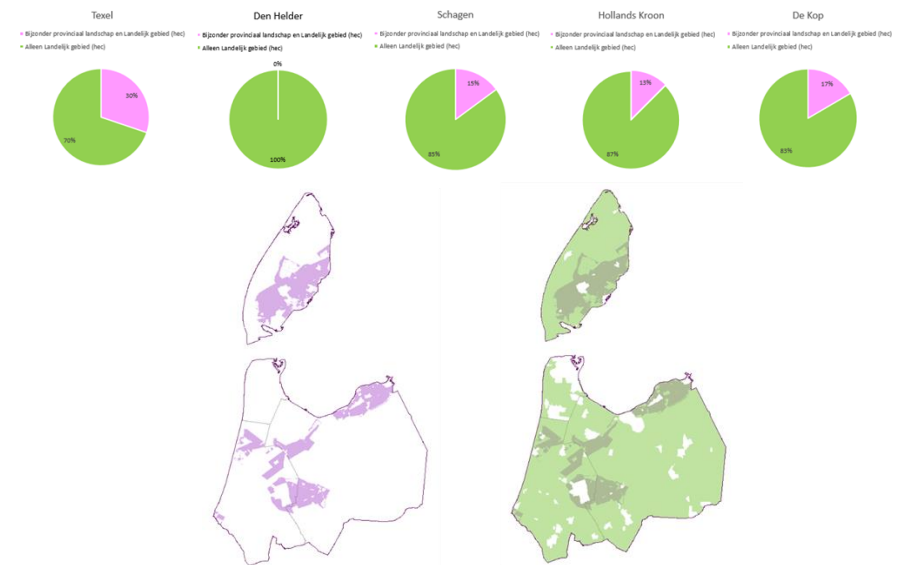 Texel
Bijzonder provinciaal landschap en Landelijk gebied (hec)
Alleen Landelijk gebied (hec)
30%
70%
Den Helder
Bijzonder provinciaal landschap en Landelijk gebied (hec)
Alleen Landelijk gebied (hec)
0%
100%
Schagen
Bijzonder provinciaal landschap en Landelijk gebied (hec)
Alleen Landelijk gebied (hec)
15%
85%
Hollands Kroon
Bijzonder provinciaal landschap en Landelijk gebied (hec)
Alleen Landelijk gebied (hec)
13%
87%
De Kop
Bijzonder provinciaal landschap en Landelijk gebied (hec)
Alleen Landelijk gebied (hec)
17%
83%